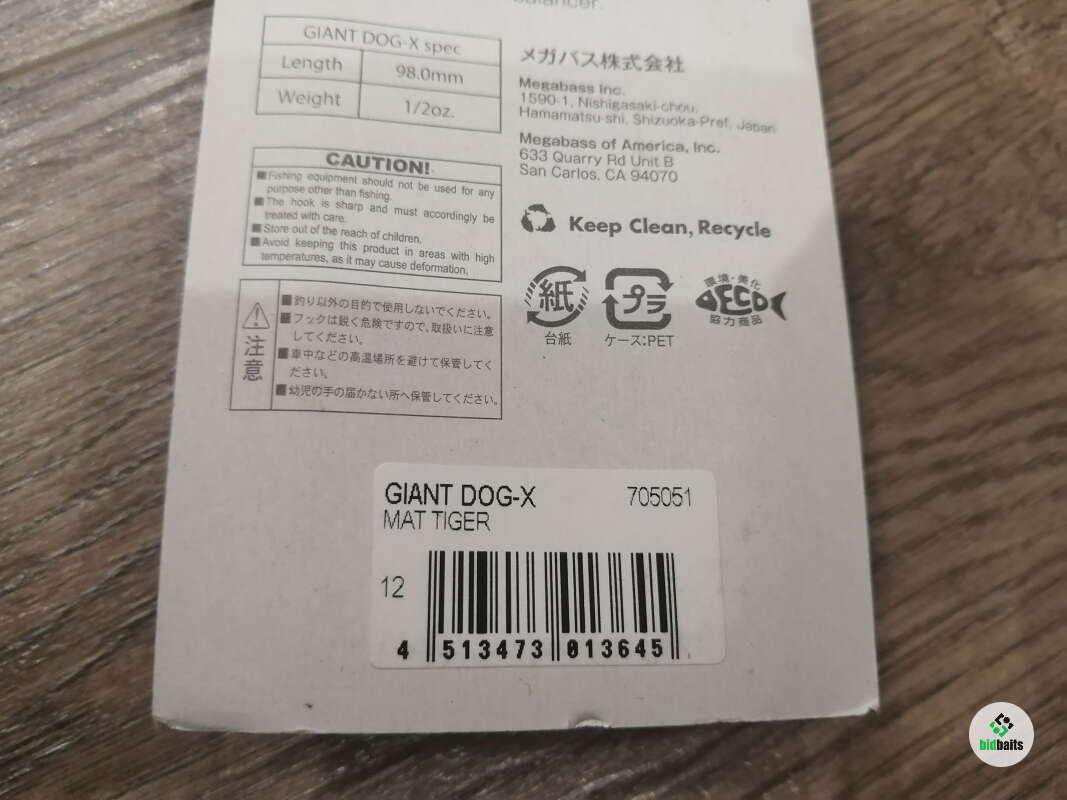 balancer.
GIANT DOG-X spec
Length 98.0mm
Weight 1/2oz.
CAUTION!
■Fishing equipment should not be used for any
purpose other than fishing.
■The hook is sharp and must accordingly be
treated with care.
■Store out of the reach of children.
■Avoid keeping this product in areas with high
temperatures, as it may cause deformation.
注意
■釣り以外の目的で使用しないでください。
■フックは鋭く危険ですので、取扱いに注意
してください。
■車中などの高温場所を避けて保管してく
ださい。
■幼児の手の届かない所へ保管してください。
メガバス株式会社
Megabass Inc.
1590-1, Nishigasaki-chou,
Hamamatsu-shi, Shizuoka-Pref, Japan
Megabass of America, Inc.
633 Quarry Rd Unit B
San Carlos, CA 94070
Keep Clean, Recycle
紙
台紙
プラ
ケース:PET
環境・美化
ECO
協力商品
GIANT DOG-X 705051
MAT TIGER
12
4 513473 013645
bidbaits